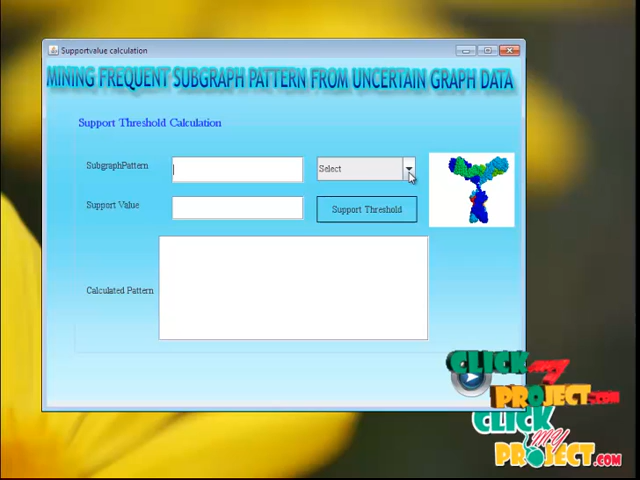 Supportvalue calculation
MINING FREQUENT SUBGRAPH PATTERN FROM UNCERTAIN GRAPH DATA
Support Threshold Calculation
SubgraphPattern
Select
Support Value
Support Threshold
Calculated Pattern
CLICK my
PROJECT.com
CLICK
MY
PROJECT.com